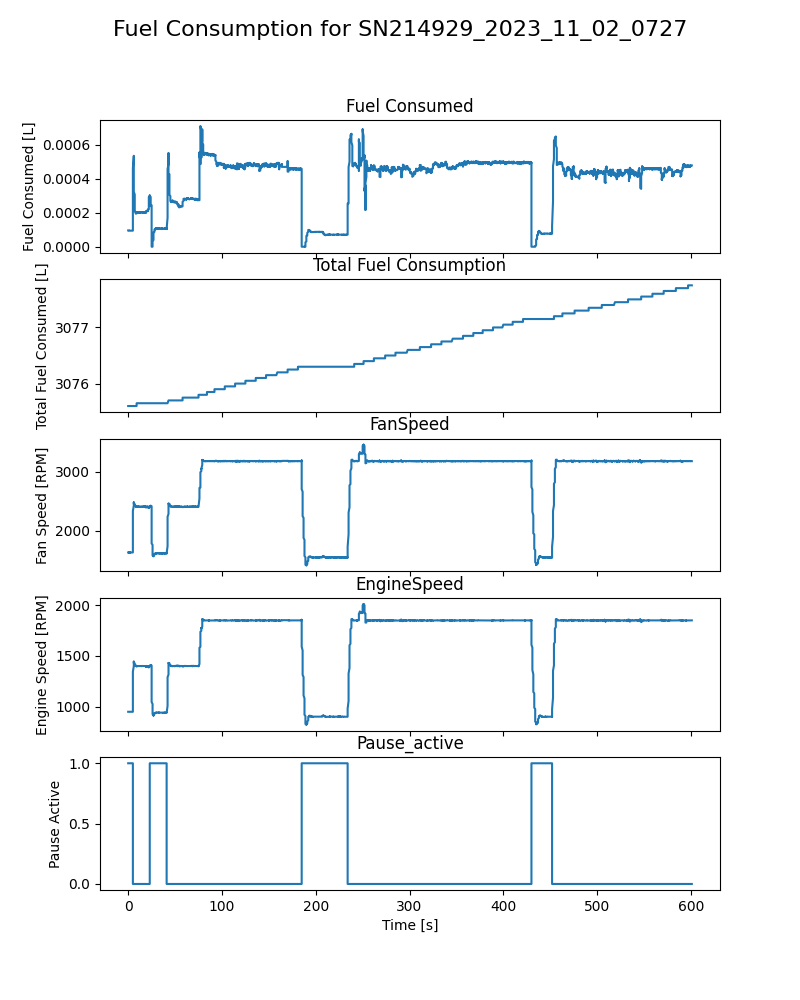 Fuel Consumption for SN214929_2023_11_02_0727
Fuel Consumed
Fuel Consumed [L]
0.0006
0.0004
0.0002
0.0000
Total Fuel Consumption
Total Fuel Consumed [L]
3077
3076
FanSpeed
Fan Speed [RPM]
3000
2000
EngineSpeed
Engine Speed [RPM]
2000
1500
1000
Pause_active
Pause Active
1.0
0.5
0.0
0 100 200 300 400 500 600
Time [s]